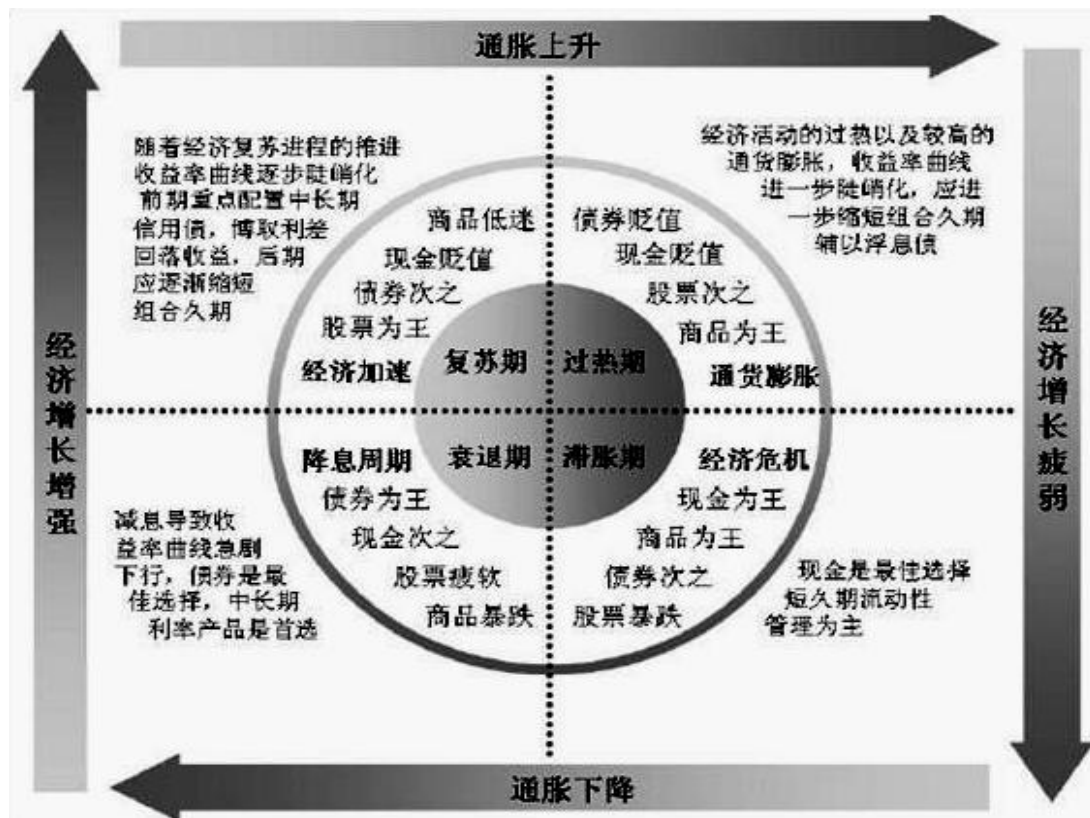 通胀上升
随着经济复苏进程的推进
收益率曲线逐步陡峭化
前期重点配置中长期
信用债，博取利差
回落收益，后期
应逐渐缩短
组合久期
经济活动的过热以及较高的
通货膨胀，收益率曲线
进一步陡峭化，应进
一步缩短组合久期
辅以浮息债
商品低迷
现金贬值
债券次之
股票为王
经济加速
复苏期
债券贬值
现金贬值
股票次之
商品为王
通货膨胀
过热期
经济增长增强
经济增长疲弱
降息周期
衰退期
债券为王
现金次之
股票疲软
商品暴跌
滞胀期
经济危机
现金为王
商品为王
债券次之
股票暴跌
减息导致收
益率曲线急剧
下行，债券是最
佳选择，中长期
利率产品是首选
现金是最佳选择
短久期流动性
管理为主
通胀下降